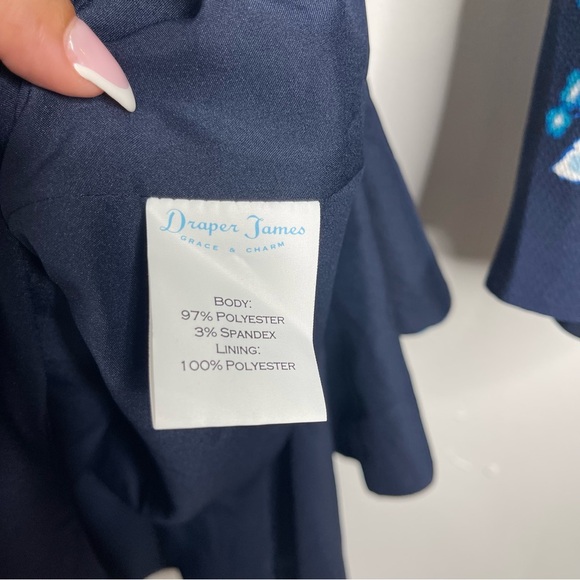 Draper James
GRACE & CHARM
BODY:
97% POLYESTER
3% SPANDEX
LINING:
100% POLYESTER